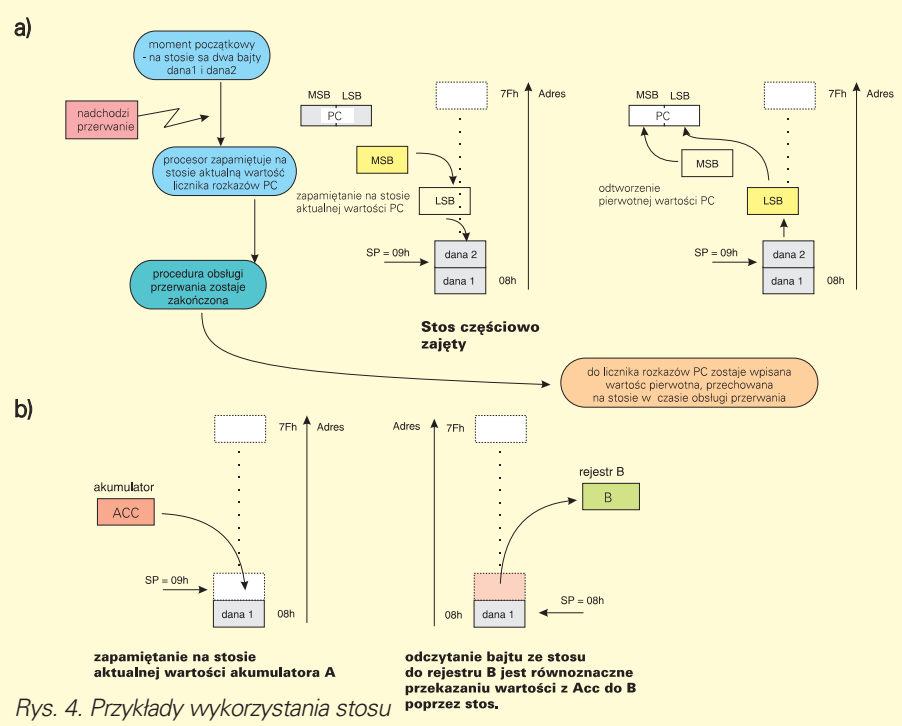 a)
moment początkowy
- na stosie sa dwa bajty
dana1 i dana2
nadchodzi
przerwanie
procesor zapamiętuje na
stosie aktualną wartość
licznika rozkazów PC
procedura obsługi
przerwania zostaje
zakończona
MSB LSB
PC
MSB
zapamiętanie na stosie
aktualnej wartości PC
LSB
7Fh
Adres
SP = 09h
dana 2
dana 1
08h
Stos częściowo
zajęty
MSB LSB
PC
MSB
odtworzenie
pierwotnej wartości PC
LSB
7Fh
Adres
SP = 09h
dana 2
dana 1
08h
do licznika rozkazów PC zostaje wpisana
wartośc pierwotna, przechowana
na stosie w czasie obsługi przerwania
b)
akumulator
ACC
7Fh
Adres
SP = 09h
dana 1
08h
zapamiętanie na stosie
aktualnej wartości akumulatora A
Adres
7Fh
rejestr B
B
08h
dana 1
SP = 08h
odczytanie bajtu ze stosu
do rejestru B jest równoznaczne
przekazaniu wartości z Acc do B
poprzez stos.
Rys. 4. Przykłady wykorzystania stosu